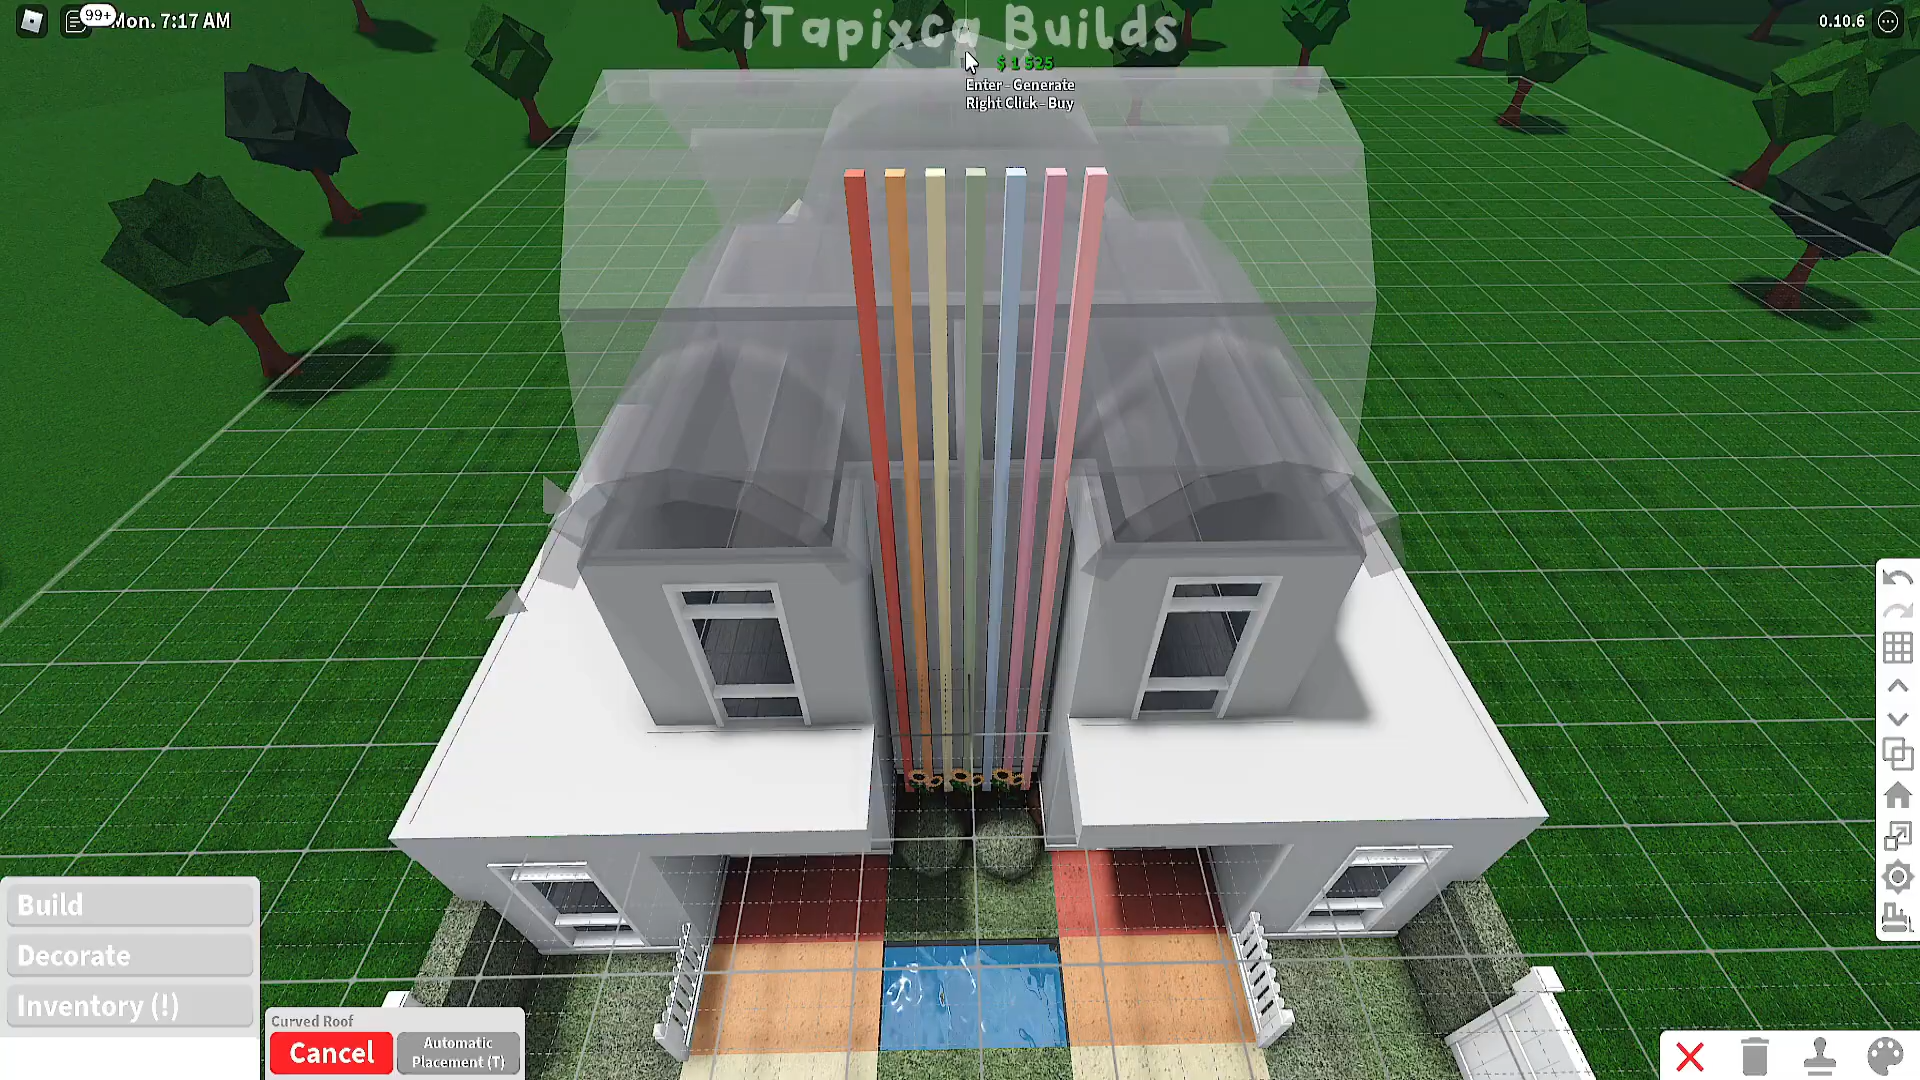 99+
Mon. 7:17 AM
iTapixca Builds
0.10.6
$ 1 525
Enter - Generate
Right Click - Buy
Build
Decorate
Inventory (!)
Curved Roof
Cancel
Automatic
Placement (T)